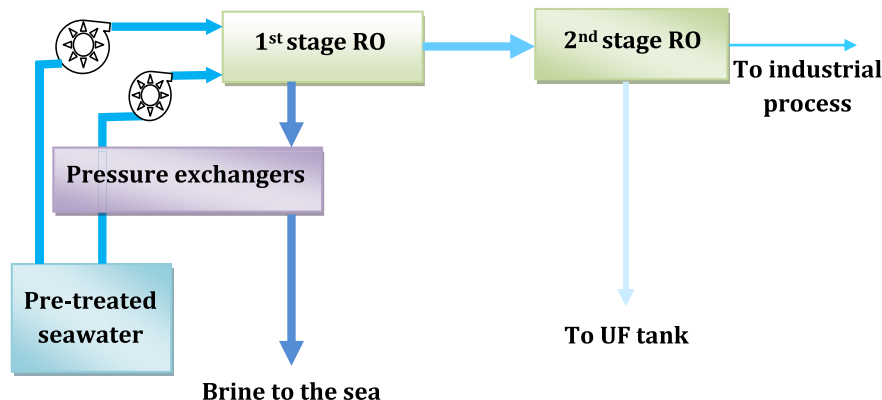 1st stage RO
2nd stage RO
To industrial
process
Pressure exchangers
Pre-treated
seawater
To UF tank
Brine to the sea